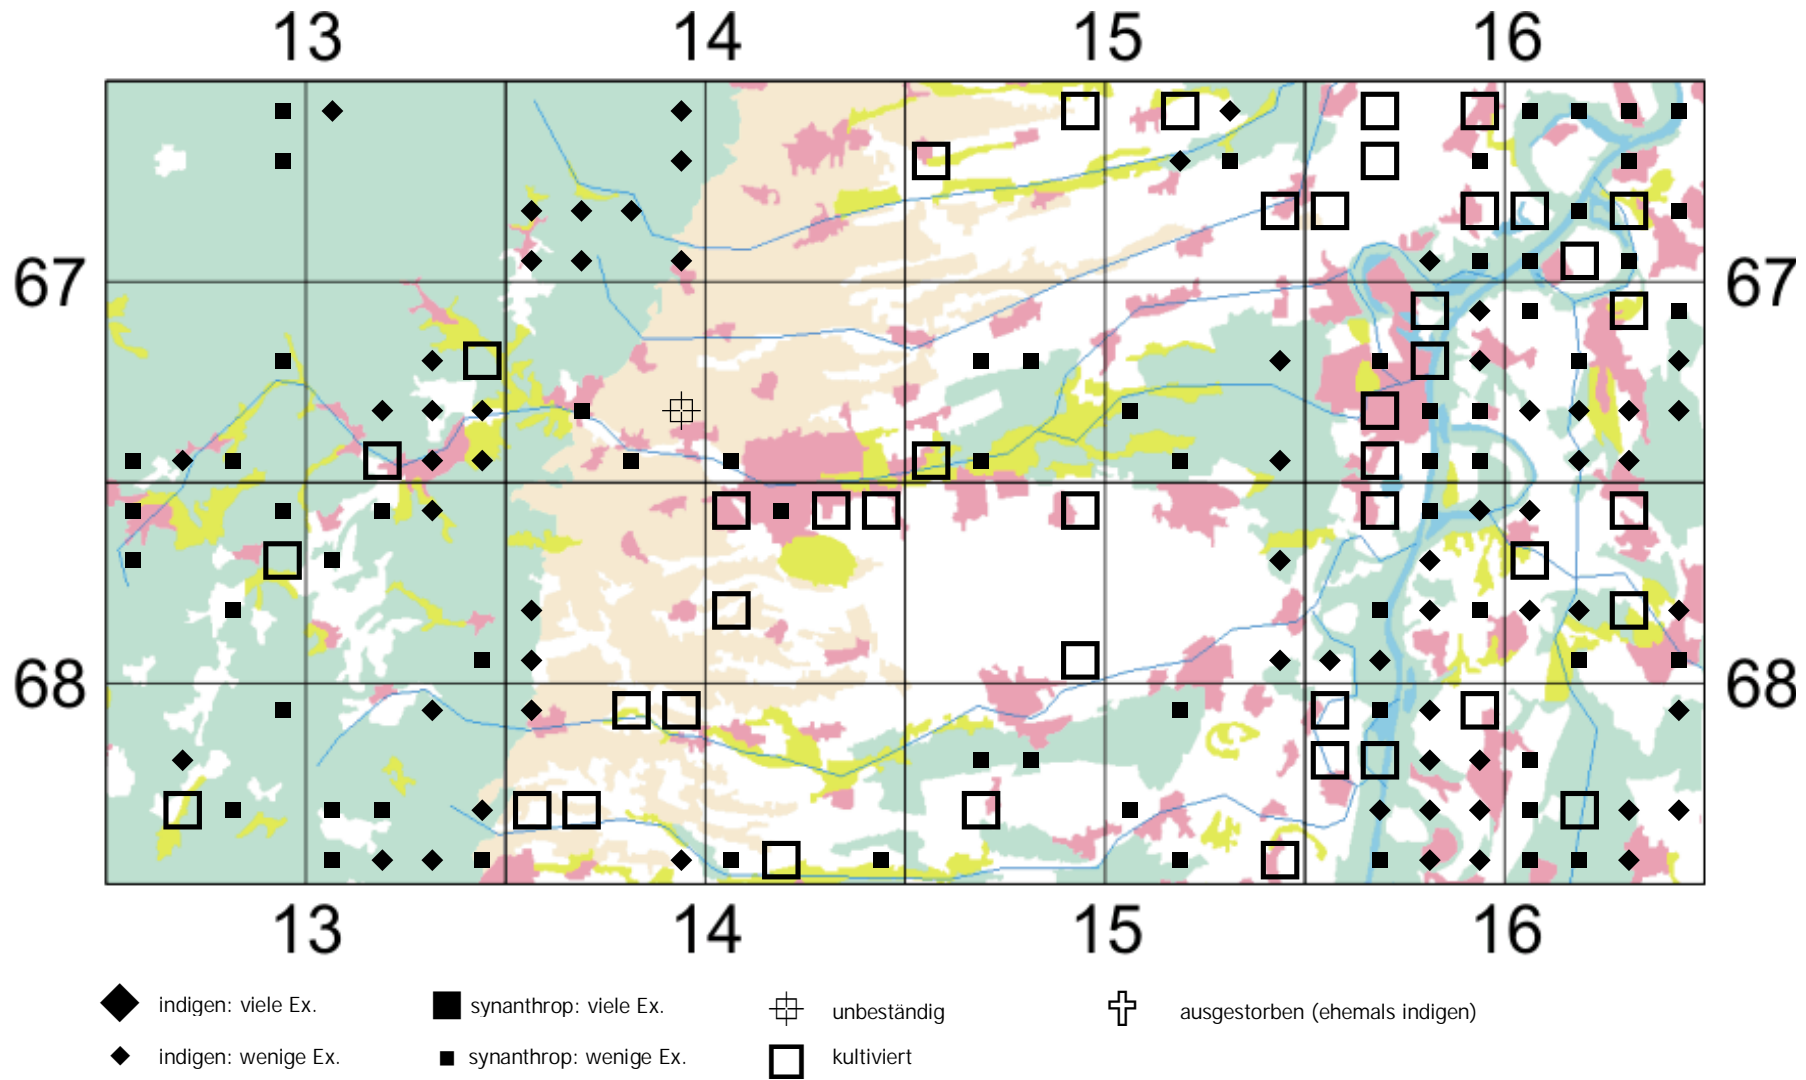 13 14 15 16
67 67
68 68
13 14 15 16
indigen: viele Ex. synanthrop: viele Ex. unbeständig ausgestorben (ehemals indigen)
indigen: wenige Ex. synanthrop: wenige Ex. kultiviert